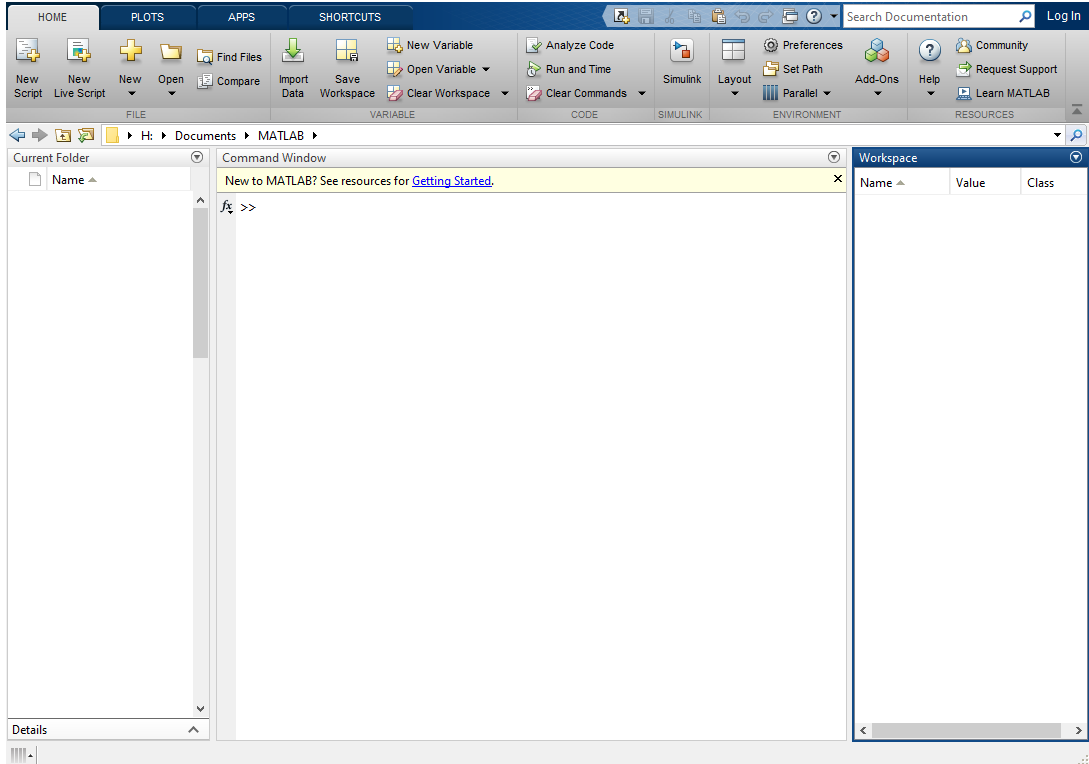 HOME PLOTS APPS SHORTCUTS Search Documentation Log In
New Script
New Live Script
New
Open
Find Files
Compare
FILE
Import Data
Save Workspace
New Variable
Open Variable
Clear Workspace
VARIABLE
Analyze Code
Run and Time
Clear Commands
CODE
Simulink
SIMULINK
Layout
Preferences
Set Path
Parallel
Add-Ons
ENVIRONMENT
Help
Community
Request Support
Learn MATLAB
RESOURCES
H: Documents MATLAB
Current Folder
Name
Details
Command Window
New to MATLAB? See resources for Getting Started.
fx >>
Workspace
Name Value Class